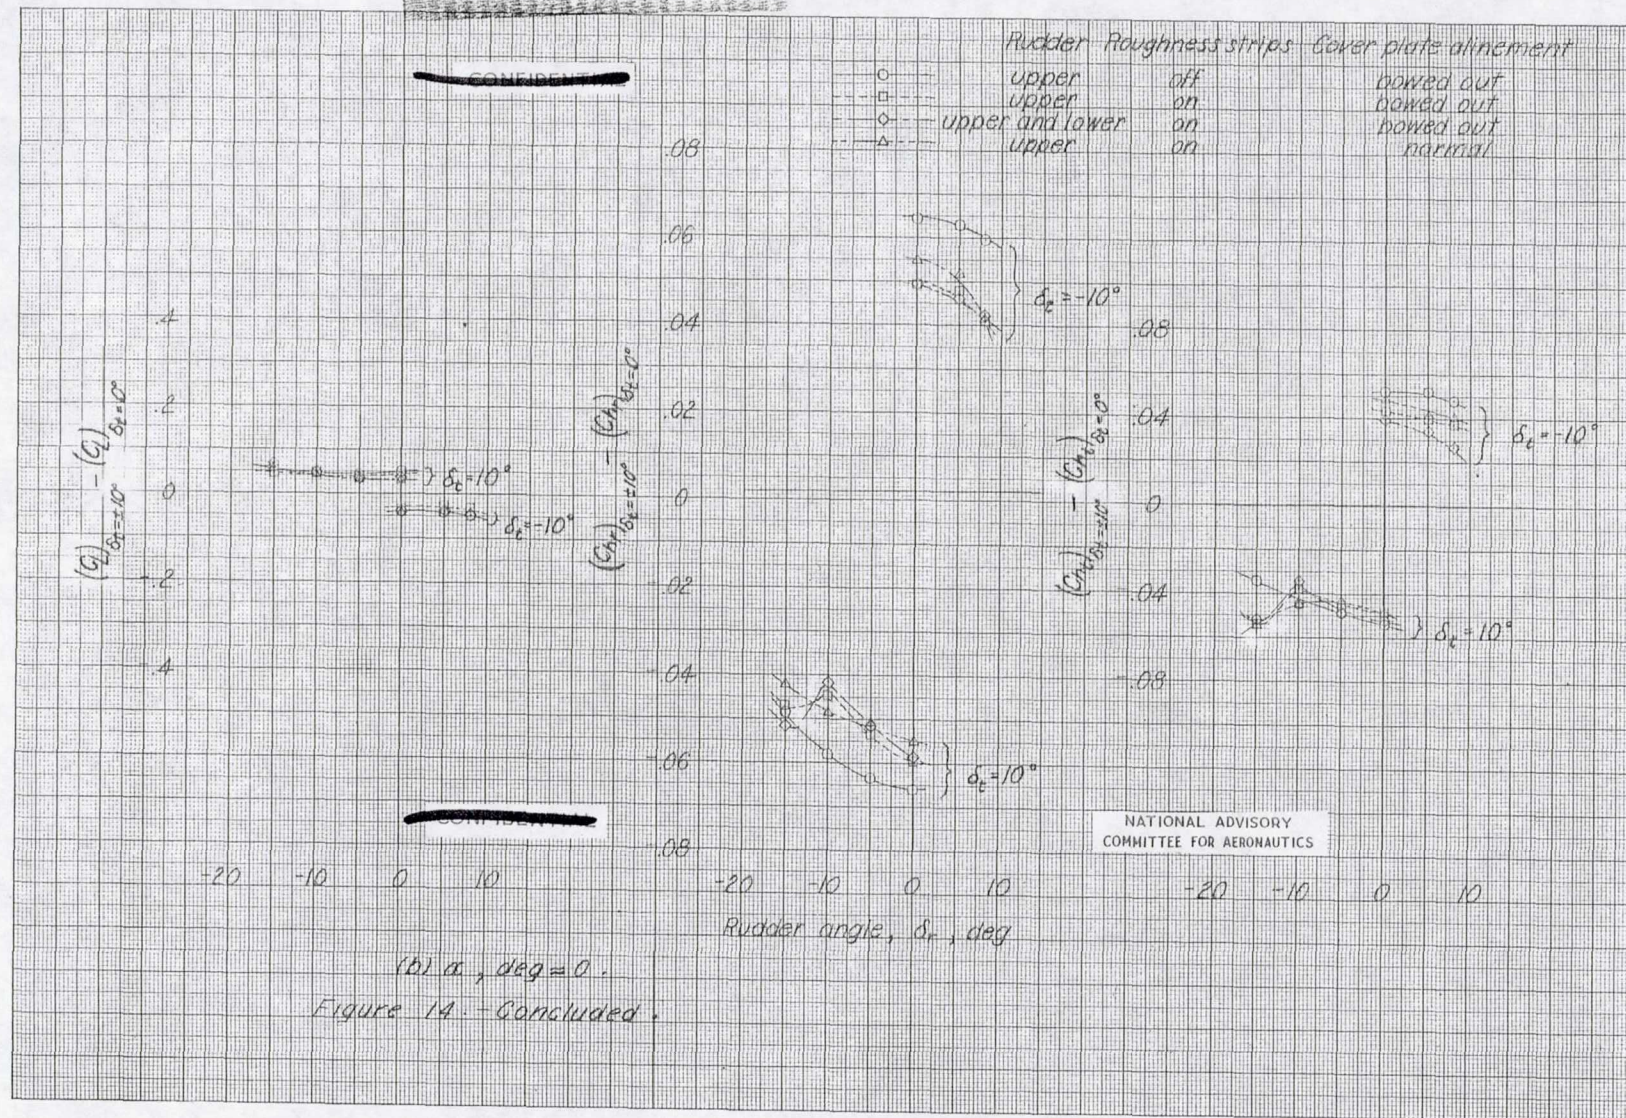 Rudder Roughness strips Cover plate alinement
upper off bowed out
upper on bowed out
upper and lower on bowed out
upper on normal
.4
.2
0
-.2
-.4
(C_L)δt=±10° - (C_L)δt=0°
δt=10°
δt=-10°
-20 -10 0 10
.08
.06
.04
.02
0
-.02
-.04
-.06
-.08
(Chr)δt=±10° - (Chr)δt=0°
δt=-10°
δt=10°
-20 -10 0 10
.08
.04
0
-.04
-.08
(Cht)δt=±10° - (Cht)δt=0°
δt=-10°
δt=10°
-20 -10 0 10
NATIONAL ADVISORY
COMMITTEE FOR AERONAUTICS
Rudder angle, δr, deg
(b) α, deg = 0.
Figure 14.-Concluded.